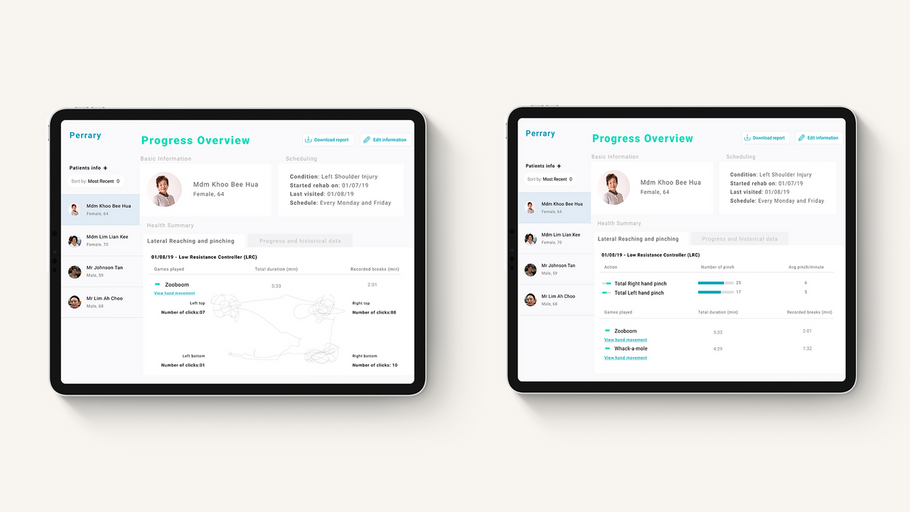 Perrary
Patients info +
Sort by: Most Recent
Mdm Khoo Bee Hua
Female, 64
Mdm Lim Lian Kee
Female, 70
Mr Johnson Tan
Male, 59
Mr Lim Ah Choo
Male, 68
Progress Overview
Download report
Edit information
Basic Information
Mdm Khoo Bee Hua
Female, 64
Scheduling
Condition: Left Shoulder Injury
Started rehab on: 01/07/19
Last visited: 01/08/19
Schedule: Every Monday and Friday
Health Summary
Lateral Reaching and pinching
Progress and historical data
01/08/19 - Low Resistance Controller (LRC)
Games played Total duration (min) Recorded breaks (min)
Zooboom 5:33 2:01
View hand movement
Left top
Number of clicks:07
Right top
Number of clicks:08
Left bottom
Number of clicks:01
Right bottom
Number of clicks: 10
Perrary
Patients info +
Sort by: Most Recent
Mdm Khoo Bee Hua
Female, 64
Mdm Lim Lian Kee
Female, 70
Mr Johnson Tan
Male, 59
Mr Lim Ah Choo
Male, 68
Progress Overview
Download report
Edit information
Basic Information
Mdm Khoo Bee Hua
Female, 64
Scheduling
Condition: Left Shoulder Injury
Started rehab on: 01/07/19
Last visited: 01/08/19
Schedule: Every Monday and Friday
Health Summary
Lateral Reaching and pinching
Progress and historical data
01/08/19 - Low Resistance Controller (LRC)
Action Number of pinch Avg pinch/minute
Total Right hand pinch 25 6
Total Left hand pinch 17 5
Games played Total duration (min) Recorded breaks (min)
Zooboom 5:33 2:01
View hand movement
Whack-a-mole 4:29 1:32
View hand movement